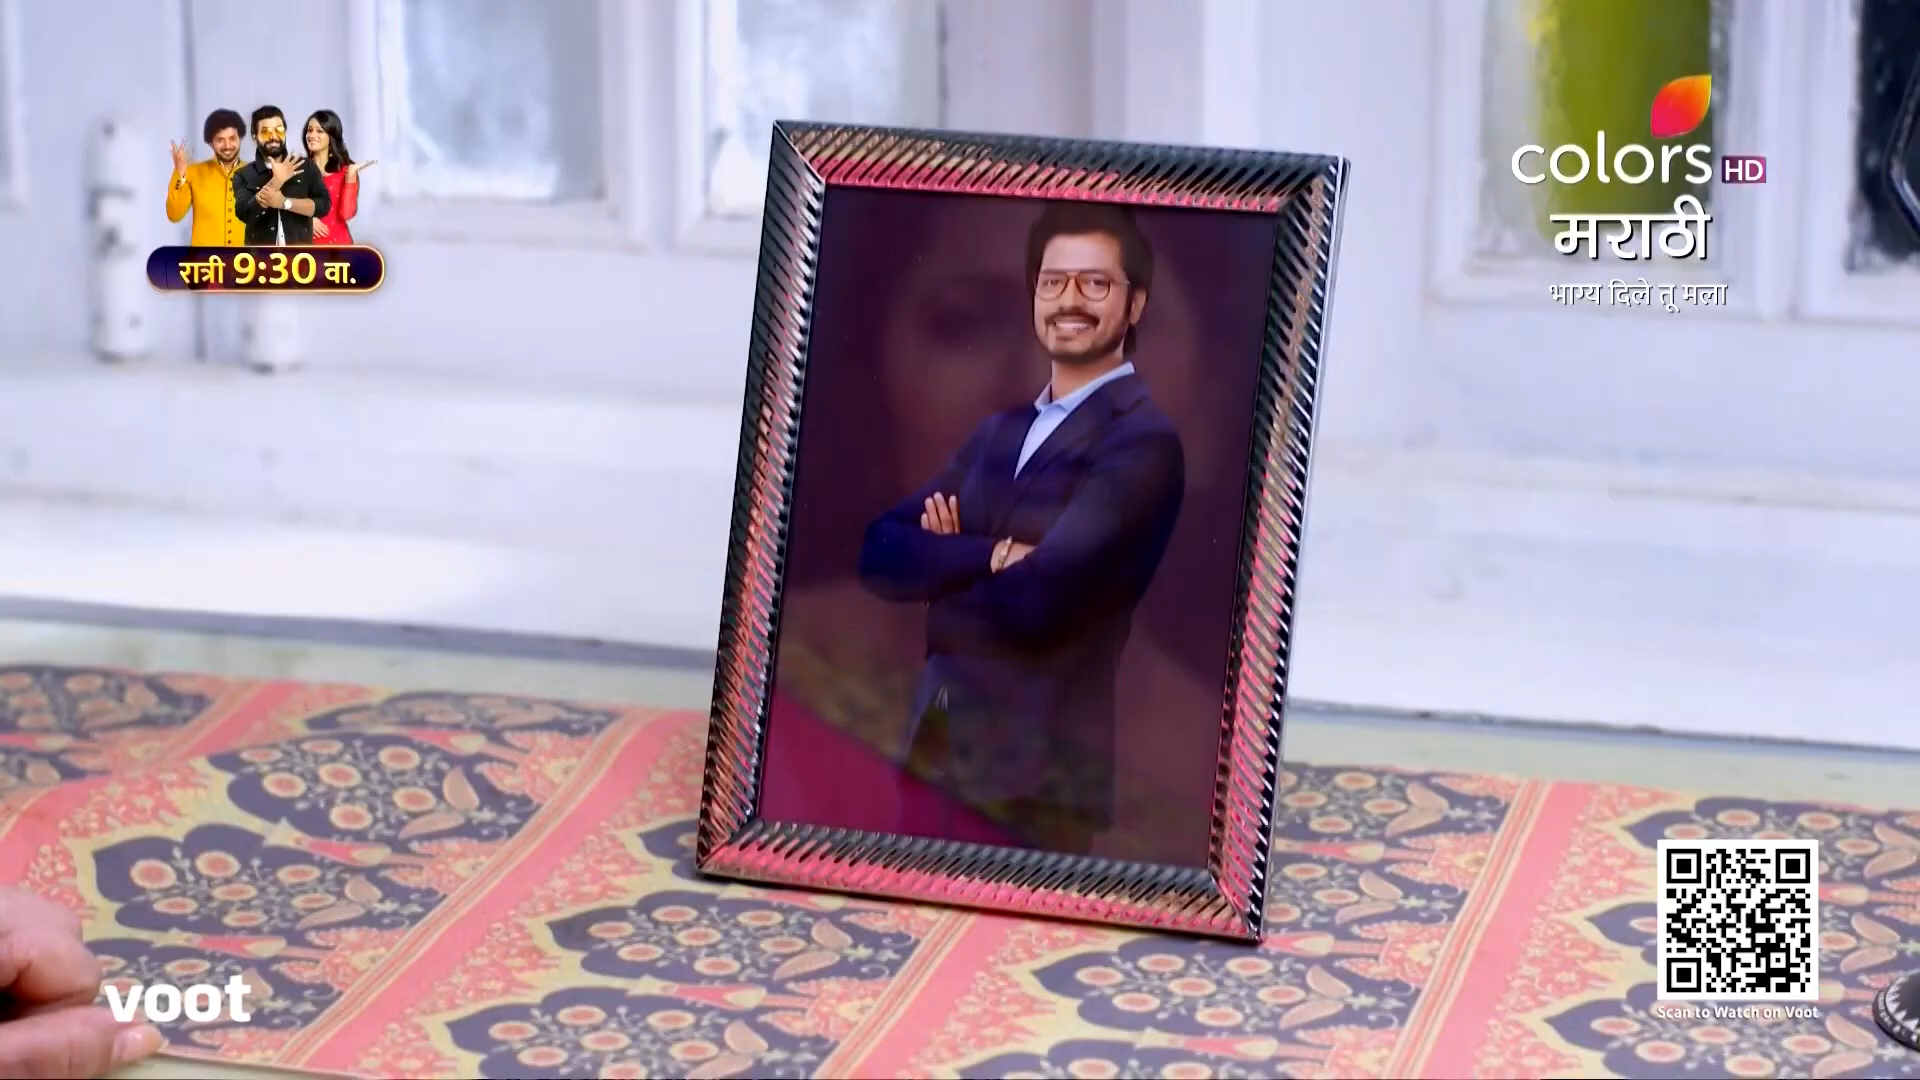 रात्री 9:30 वा.
colors HD
मराठी
भाग्य दिले तू मला
voot
Scan to Watch on Voot